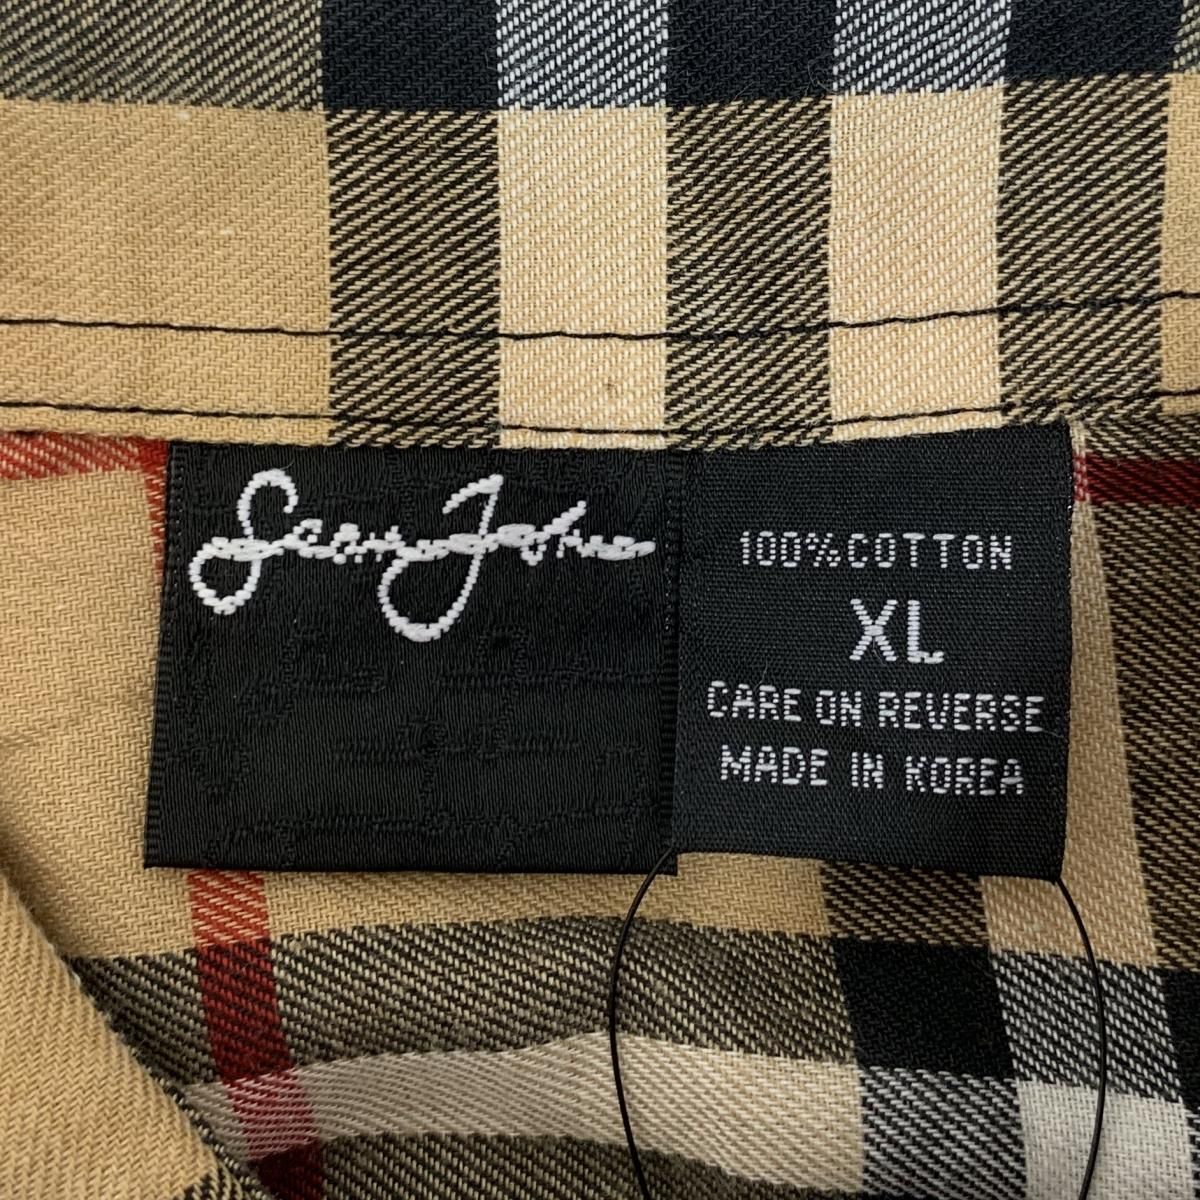 Sean John
100%COTTON
XL
CARE ON REVERSE
MADE IN KOREA